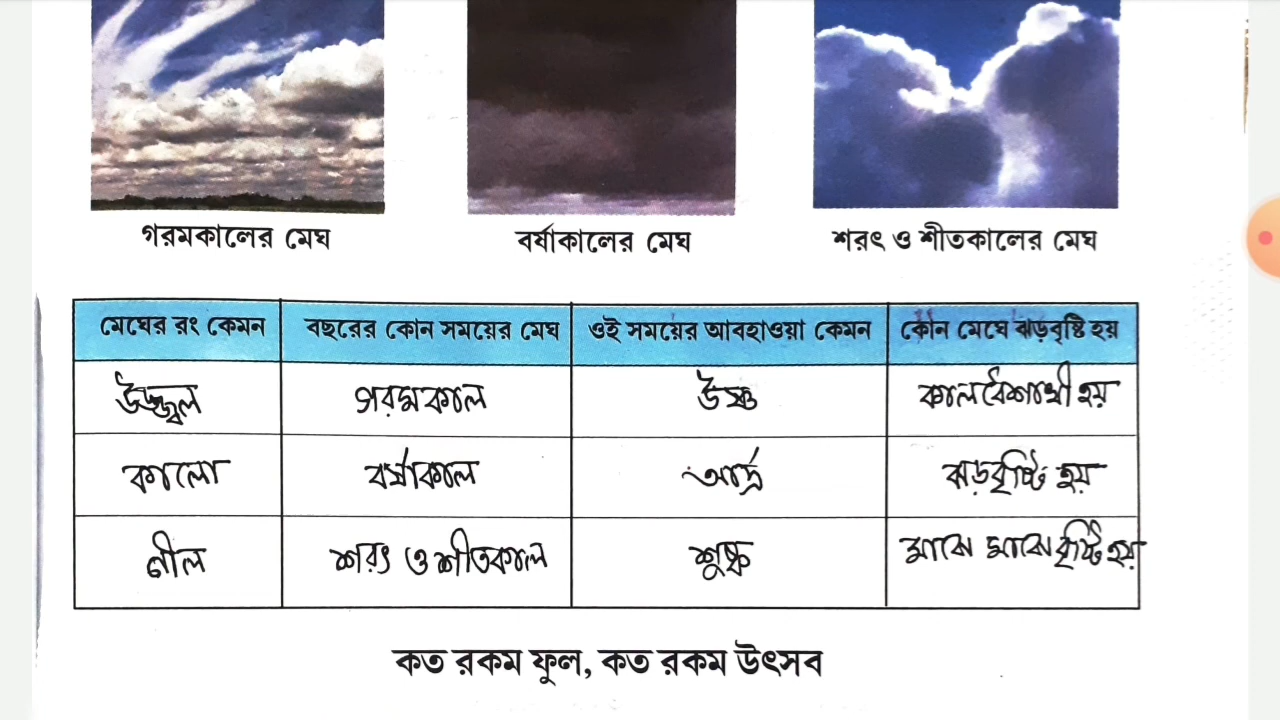 গরমকালের মেঘ বর্ষাকালের মেঘ শরৎ ও শীতকালের মেঘ
মেঘের রং কেমন বছরের কোন সময়ের মেঘ ওই সময়ের আবহাওয়া কেমন কোন মেঘে ঝড়বৃষ্টি হয়
উজ্জ্বল গরমকাল উষ্ণ কালবৈশাখী হয়
কালো বর্ষাকাল আর্দ্র ঝড়বৃষ্টি হয়
নীল শরৎ ও শীতকাল শুষ্ক মাঝে মাঝে বৃষ্টি হয়
কত রকম ফুল, কত রকম উৎসব